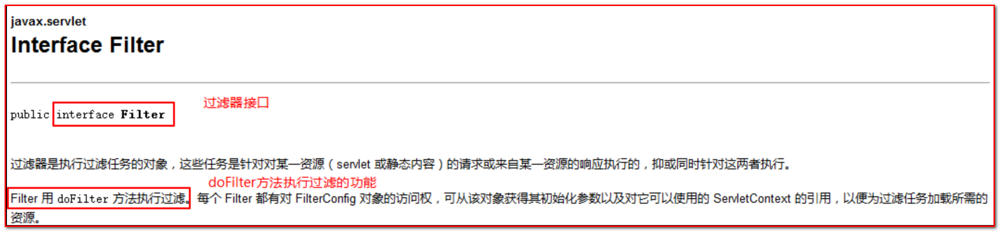 javax.servlet
Interface Filter
过滤器接口
public interface Filter
过滤器是执行过滤任务的对象，这些任务是针对对某一资源（servlet 或静态内容）的请求或来自某一资源的响应执行的，抑或同时针对这两者执行。
doFilter方法执行过滤的功能
Filter 用 doFilter 方法执行过滤。每个 Filter 都有对 FilterConfig 对象的访问权，可从该对象获得其初始化参数以及对它可以使用的 ServletContext 的引用，以便为过滤任务加载所需的
资源。